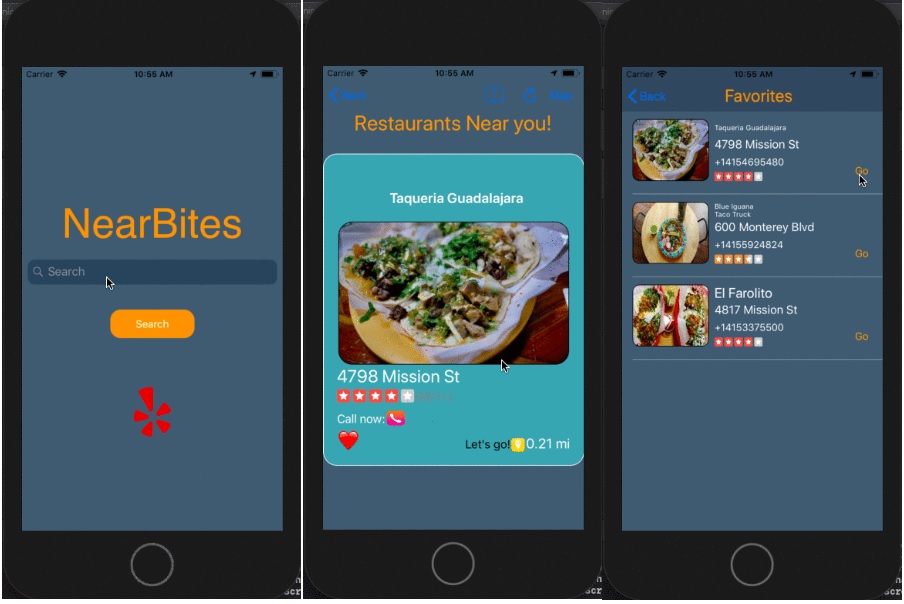 Carrier
10:55 AM
NearBites
Search
Search
Carrier
10:55 AM
Back
Map
Restaurants Near you!
Taqueria Guadalajara
4798 Mission St
Call now:
Let's go!
0.21 mi
Carrier
10:55 AM
Back
Favorites
Taqueria Guadalajara
4798 Mission St
+14154695480
Go
Blue Iguana
Taco Truck
600 Monterey Blvd
+14155924824
Go
El Farolito
4817 Mission St
+14153375500
Go